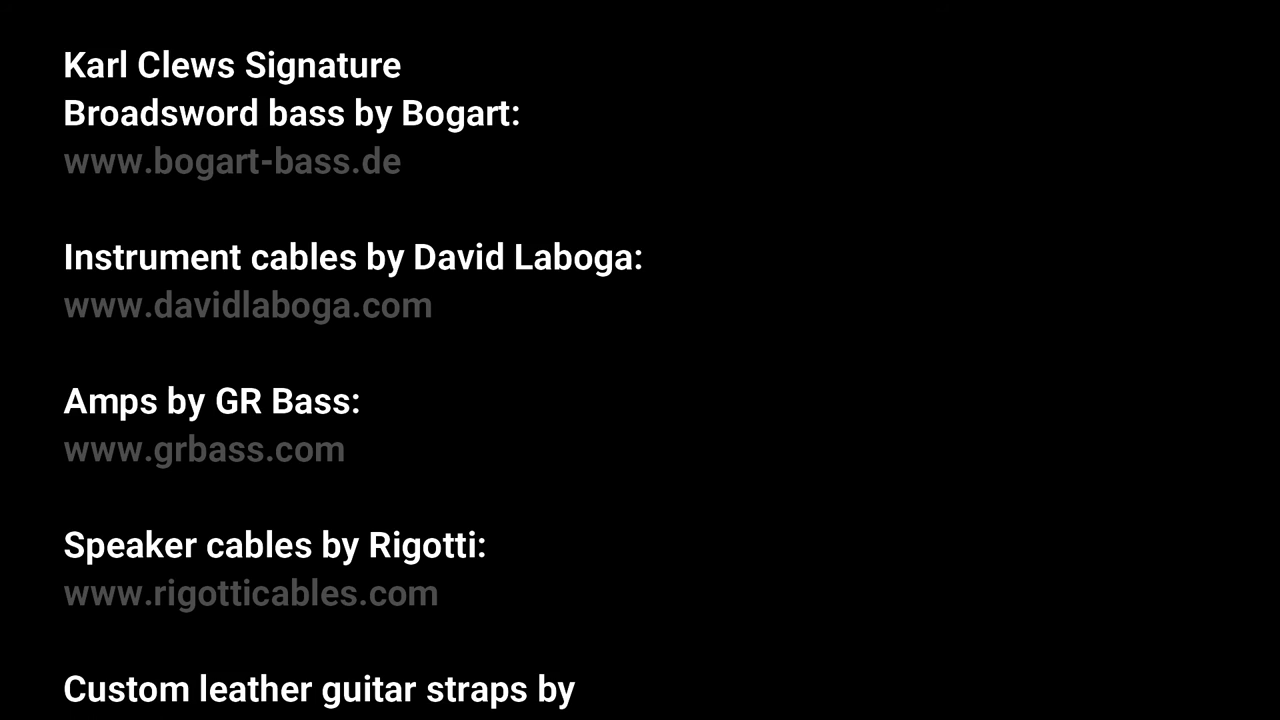 Karl Clews Signature
Broadsword bass by Bogart:
www.bogart-bass.de
Instrument cables by David Laboga:
www.davidlaboga.com
Amps by GR Bass:
www.grbass.com
Speaker cables by Rigotti:
www.rigotticables.com
Custom leather guitar straps by